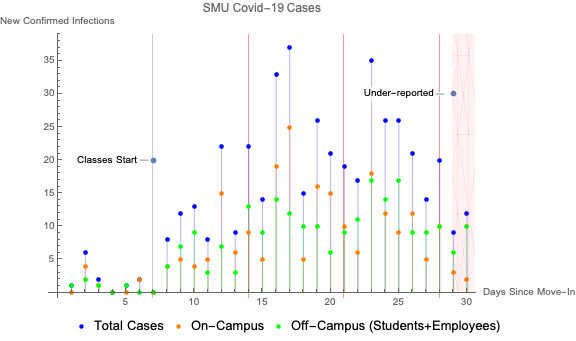 SMU Covid-19 Cases
New Confirmed Infections
35
30
25
20
15
10
5
Under-reported
Classes Start
5 10 15 20 25 30
Days Since Move-In
Total Cases On-Campus Off-Campus (Students+Employees)